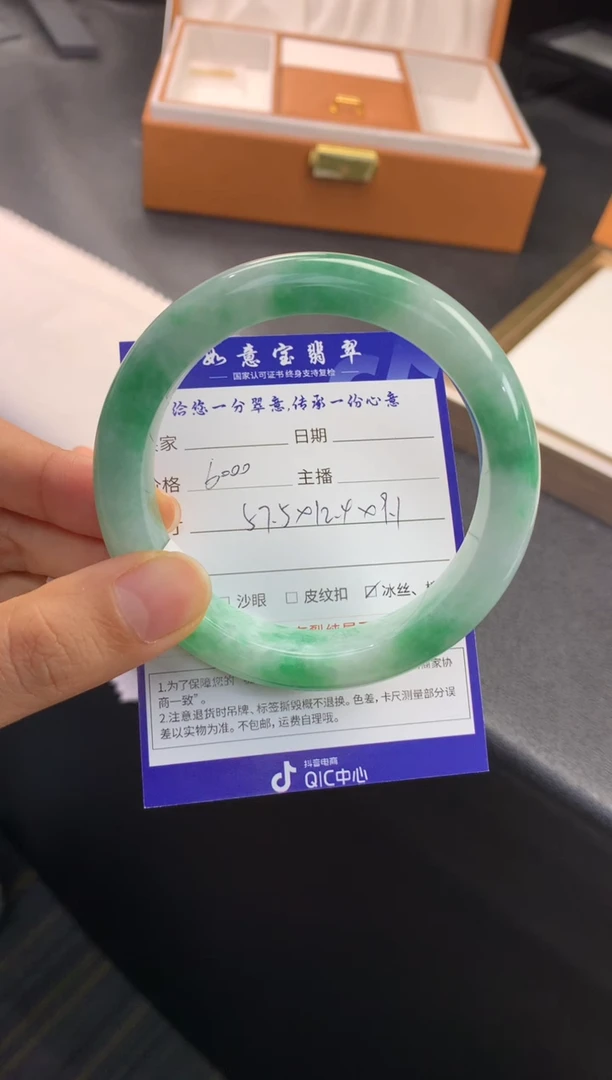 如意宝翡翠
国家认可证书 终身支持复检
给您一分翠意,传承一份心意
家 日期
格 6000 主播
57.5×12.4×9.1
沙眼 □ 皮纹扣 ☑ 冰丝、
1.为了保障您的
商家协
商一致”。
2.注意退货时吊牌、标签撕毁概不退换。色差,卡尺测量部分误
差以实物为准。不包邮,运费自理哦。
抖音电商
QIC中心